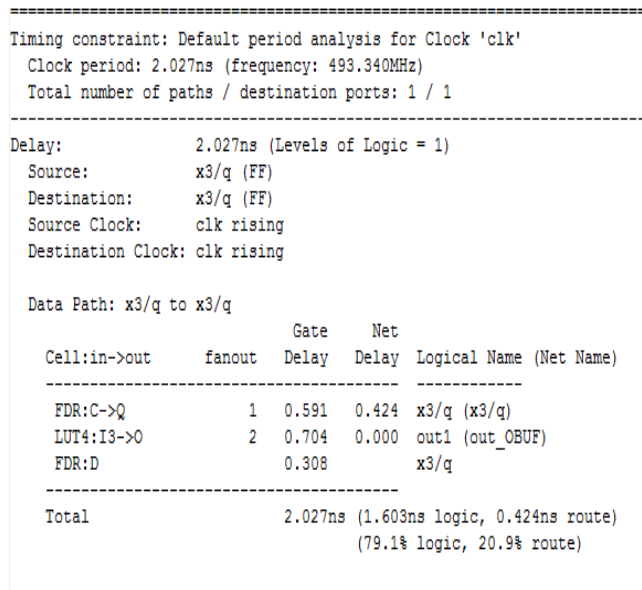 ================================================================
Timing constraint: Default period analysis for Clock 'clk'
Clock period: 2.027ns (frequency: 493.340MHz)
Total number of paths / destination ports: 1 / 1
----------------------------------------------------------------
Delay: 2.027ns (Levels of Logic = 1)
Source: x3/q (FF)
Destination: x3/q (FF)
Source Clock: clk rising
Destination Clock: clk rising
Data Path: x3/q to x3/q
Gate Net
Cell:in->out fanout Delay Delay Logical Name (Net Name)
---------------------------------------- ------------
FDR:C->Q 1 0.591 0.424 x3/q (x3/q)
LUT4:I3->O 2 0.704 0.000 out1 (out_OBUF)
FDR:D 0.308 x3/q
----------------------------------------
Total 2.027ns (1.603ns logic, 0.424ns route)
(79.1% logic, 20.9% route)